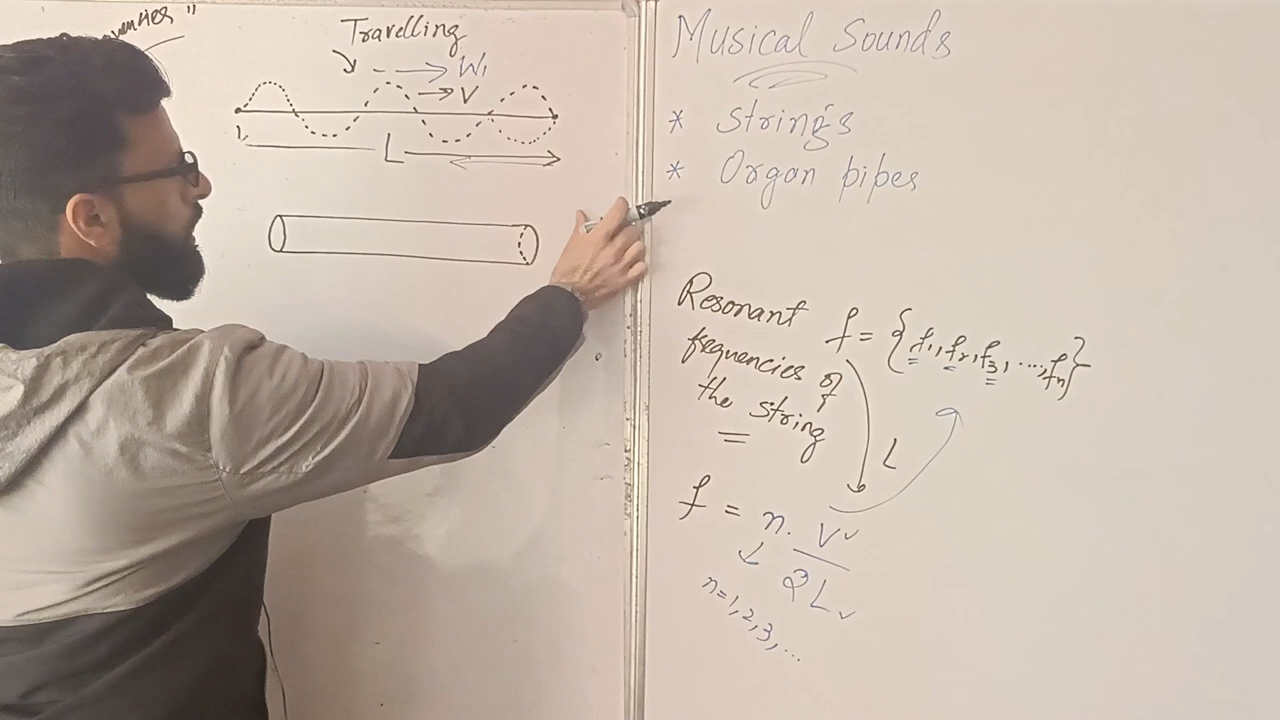 Travelling
W₁
V
L
Musical Sounds
* Strings
* Organ pipes
Resonant
frequencies of
the string
f = {f₁, f₂, f₃, ..., fₙ}
L
f = n. V
2L
n=1,2,3,...